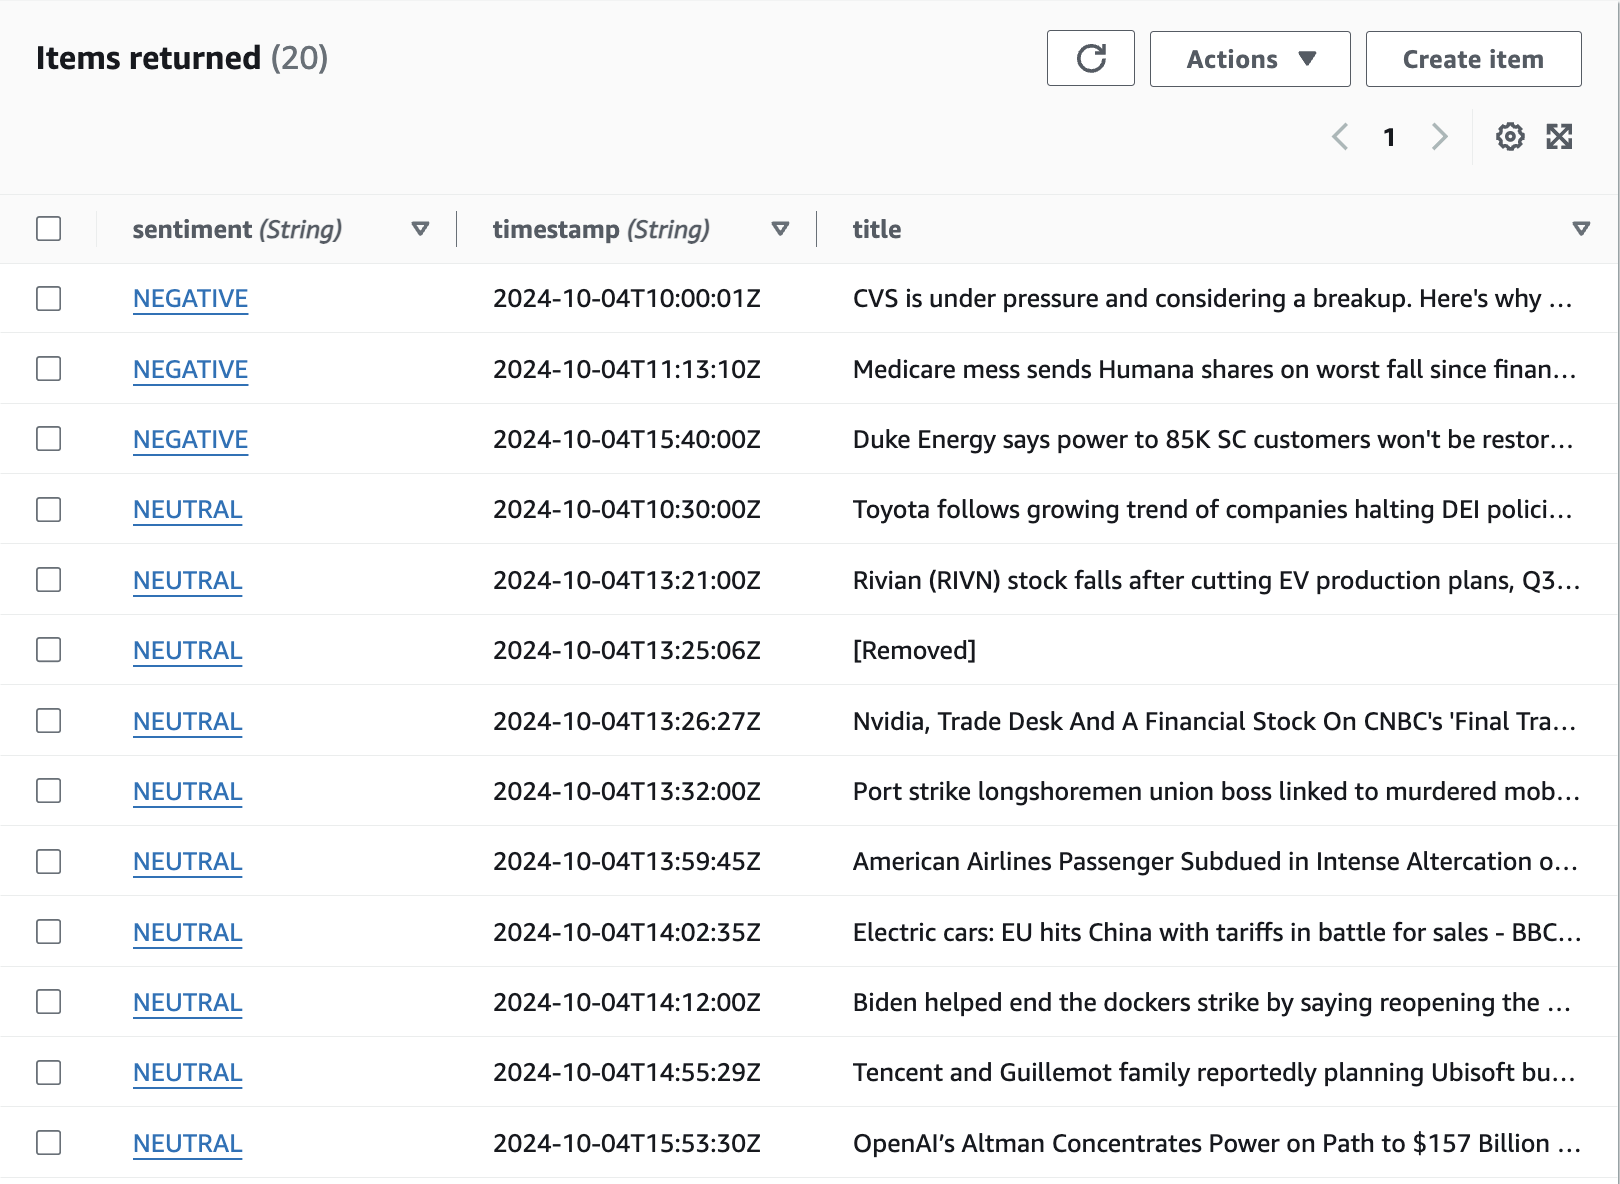 Items returned (20)
Actions
Create item
1
sentiment (String) timestamp (String) title
NEGATIVE 2024-10-04T10:00:01Z CVS is under pressure and considering a breakup. Here's why …
NEGATIVE 2024-10-04T11:13:10Z Medicare mess sends Humana shares on worst fall since finan…
NEGATIVE 2024-10-04T15:40:00Z Duke Energy says power to 85K SC customers won't be restor…
NEUTRAL 2024-10-04T10:30:00Z Toyota follows growing trend of companies halting DEI polici…
NEUTRAL 2024-10-04T13:21:00Z Rivian (RIVN) stock falls after cutting EV production plans, Q3…
NEUTRAL 2024-10-04T13:25:06Z [Removed]
NEUTRAL 2024-10-04T13:26:27Z Nvidia, Trade Desk And A Financial Stock On CNBC's 'Final Tra…
NEUTRAL 2024-10-04T13:32:00Z Port strike longshoremen union boss linked to murdered mob…
NEUTRAL 2024-10-04T13:59:45Z American Airlines Passenger Subdued in Intense Altercation o…
NEUTRAL 2024-10-04T14:02:35Z Electric cars: EU hits China with tariffs in battle for sales - BBC…
NEUTRAL 2024-10-04T14:12:00Z Biden helped end the dockers strike by saying reopening the …
NEUTRAL 2024-10-04T14:55:29Z Tencent and Guillemot family reportedly planning Ubisoft bu…
NEUTRAL 2024-10-04T15:53:30Z OpenAI’s Altman Concentrates Power on Path to $157 Billion …